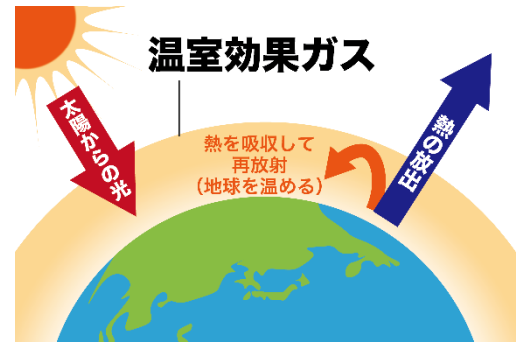 温室効果ガス
太陽からの光
熱を吸収して
再放射
（地球を温める）
熱の放出